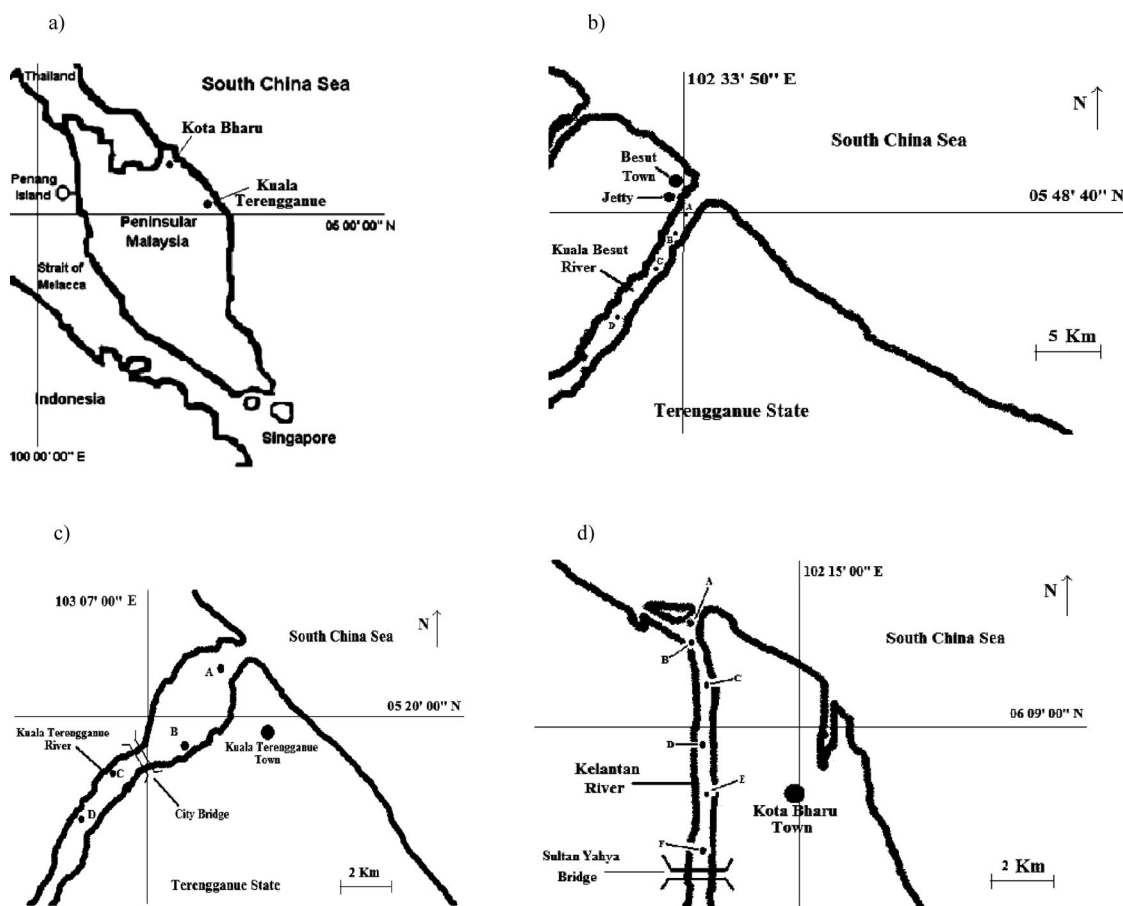 a)
Thailand
South China Sea
Kota Bharu
Penang
Island
Kuala
Terengganue
05 00' 00'' N
Peninsular
Malaysia
Strait of
Melacca
Indonesia
Singapore
100 00' 00'' E
b)
102 33' 50'' E
N
South China Sea
Besut
Town
Jetty
05 48' 40'' N
A
B
Kuala Besut
River
C
D
5 Km
Terengganue State
c)
103 07' 00'' E
N
South China Sea
A
05 20' 00'' N
Kuala Terengganue
River
B
Kuala Terengganue
Town
C
D
City Bridge
2 Km
Terengganue State
d)
102 15' 00'' E
A
N
South China Sea
B
C
06 09' 00'' N
D
Kelantan
River
E
Kota Bharu
Town
F
Sultan Yahya
Bridge
2 Km